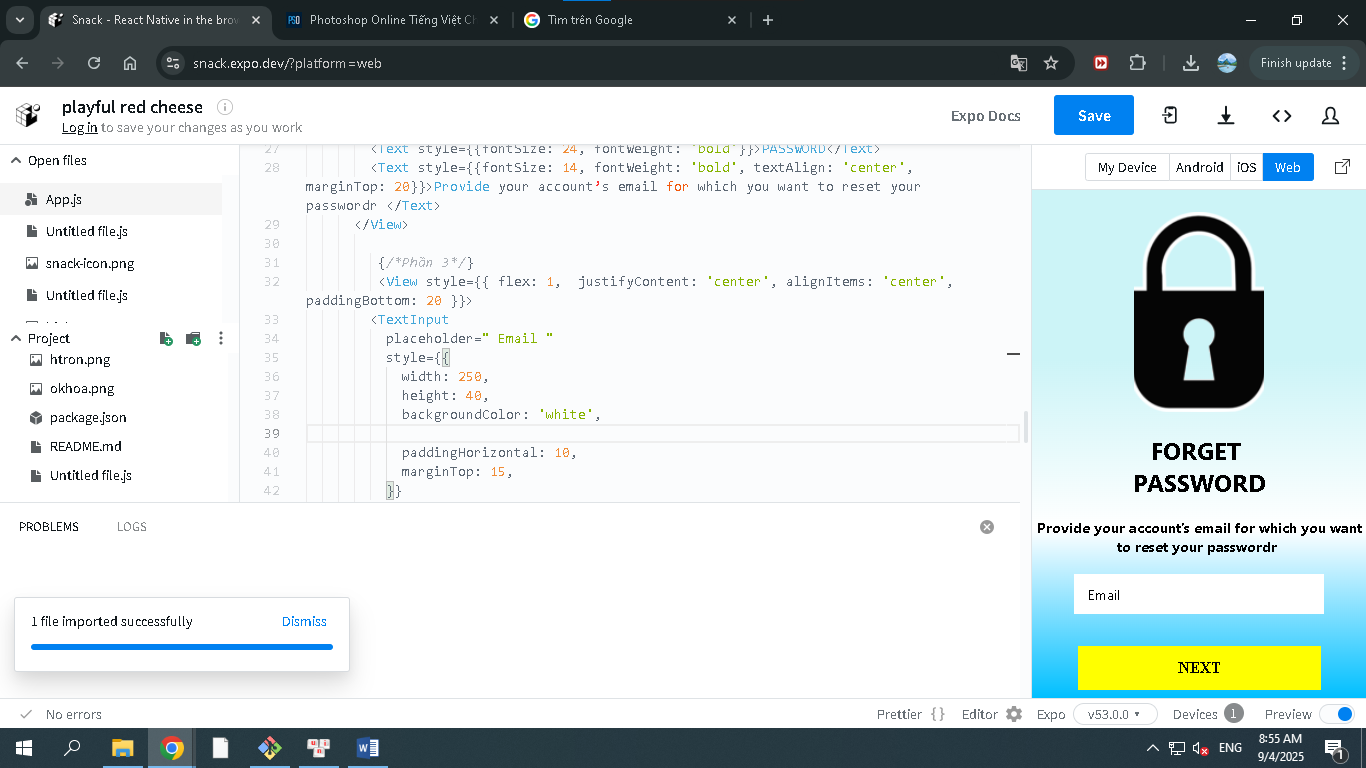 Snack - React Native in the brow
Photoshop Online Tiếng Việt Ch
Tìm trên Google
snack.expo.dev/?platform=web
Finish update
playful red cheese
Log in to save your changes as you work
Expo Docs
Save
Open files
App.js
Untitled file.js
snack-icon.png
Untitled file.js
Project
htron.png
okhoa.png
package.json
README.md
Untitled file.js
27 <Text style={{fontSize: 24, fontWeight: 'bold'}}>PASSWORD</Text>
28 <Text style={{fontSize: 14, fontWeight: 'bold', textAlign: 'center',
marginTop: 20}}>Provide your account’s email for which you want to reset your
passwordr </Text>
29 </View>
30
31 {/*Phần 3*/}
32 <View style={{ flex: 1,  justifyContent: 'center', alignItems: 'center',
paddingBottom: 20 }}>
33 <TextInput
34 placeholder=" Email "
35 style={{
36 width: 250,
37 height: 40,
38 backgroundColor: 'white',
39
40 paddingHorizontal: 10,
41 marginTop: 15,
42 }}
My Device Android iOS Web
FORGET
PASSWORD
Provide your account’s email for which you want
to reset your passwordr
Email
NEXT
PROBLEMS LOGS
1 file imported successfully Dismiss
No errors
Prettier {} Editor Expo v53.0.0 Devices 1 Preview
ENG
8:55 AM
9/4/2025
1